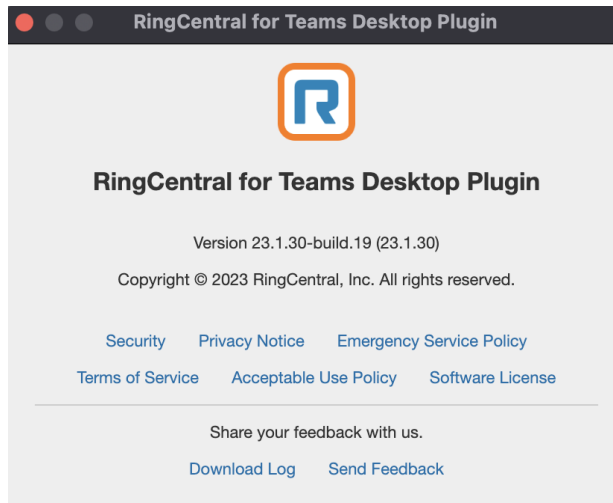 RingCentral for Teams Desktop Plugin
R
RingCentral for Teams Desktop Plugin
Version 23.1.30-build.19 (23.1.30)
Copyright © 2023 RingCentral, Inc. All rights reserved.
Security Privacy Notice Emergency Service Policy
Terms of Service Acceptable Use Policy Software License
Share your feedback with us.
Download Log Send Feedback